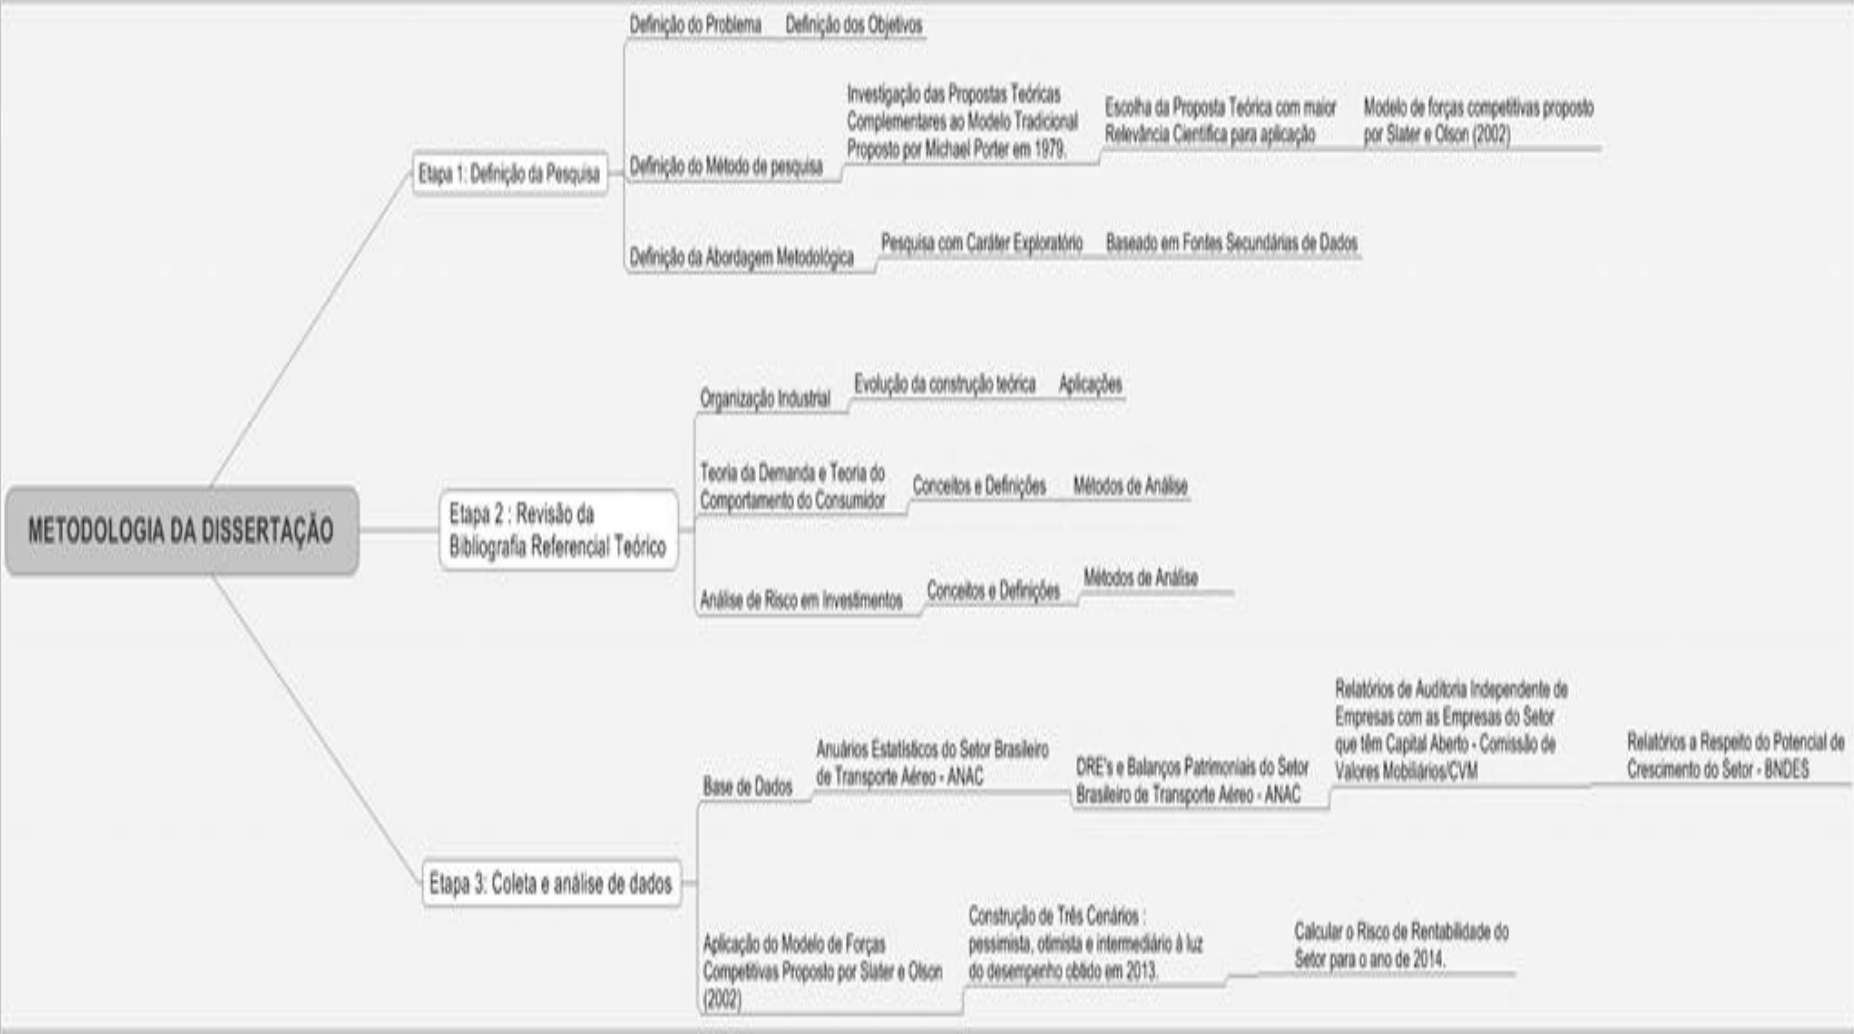 METODOLOGIA DA DISSERTAÇÃO
Etapa 1: Definição da Pesquisa
Definição do Problema
Definição dos Objetivos
Definição do Método de pesquisa
Investigação das Propostas Teóricas
Complementares ao Modelo Tradicional
Proposto por Michael Porter em 1979.
Escolha da Proposta Teórica com maior
Relevância Científica para aplicação
Modelo de forças competitivas proposto
por Slater e Olson (2002)
Definição da Abordagem Metodológica
Pesquisa com Caráter Exploratório
Baseado em Fontes Secundárias de Dados
Etapa 2 : Revisão da
Bibliografia Referencial Teórico
Organização Industrial
Evolução da construção teórica
Aplicações
Teoria da Demanda e Teoria do
Comportamento do Consumidor
Conceitos e Definições
Métodos de Análise
Análise de Risco em Investimentos
Conceitos e Definições
Métodos de Análise
Etapa 3: Coleta e análise de dados
Base de Dados
Anuários Estatísticos do Setor Brasileiro
de Transporte Aéreo - ANAC
DRE's e Balanços Patrimoniais do Setor
Brasileiro de Transporte Aéreo - ANAC
Relatórios de Auditoria Independente de
Empresas com as Empresas do Setor
que têm Capital Aberto - Comissão de
Valores Mobiliários/CVM
Relatórios a Respeito do Potencial de
Crescimento do Setor - BNDES
Aplicação do Modelo de Forças
Competitivas Proposto por Slater e Olson
(2002)
Construção de Três Cenários :
pessimista, otimista e intermediário à luz
do desempenho obtido em 2013.
Calcular o Risco de Rentabilidade do
Setor para o ano de 2014.